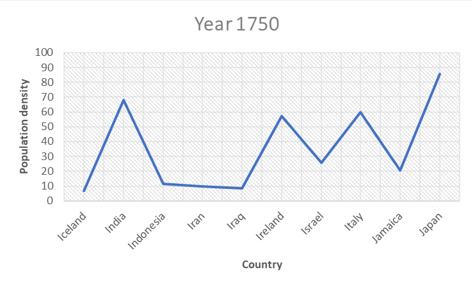 Year 1750
Population density
100
90
80
70
60
50
40
30
20
10
0
Iceland
India
Indonesia
Iran
Iraq
Ireland
Israel
Italy
Jamaica
Japan
Country